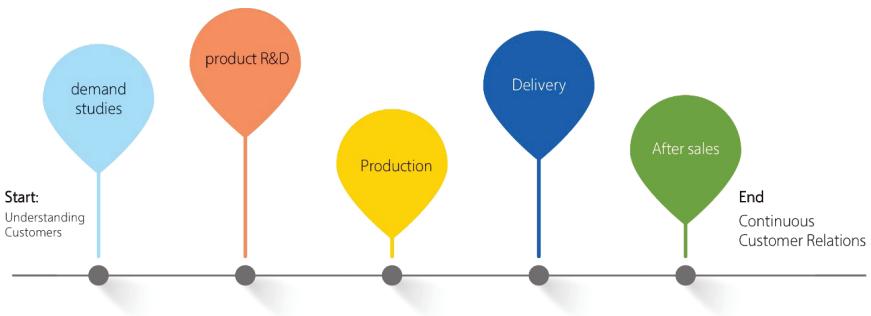 Start:
Understanding
Customers
demand
studies
product R&D
Production
Delivery
After sales
End
Continuous
Customer Relations